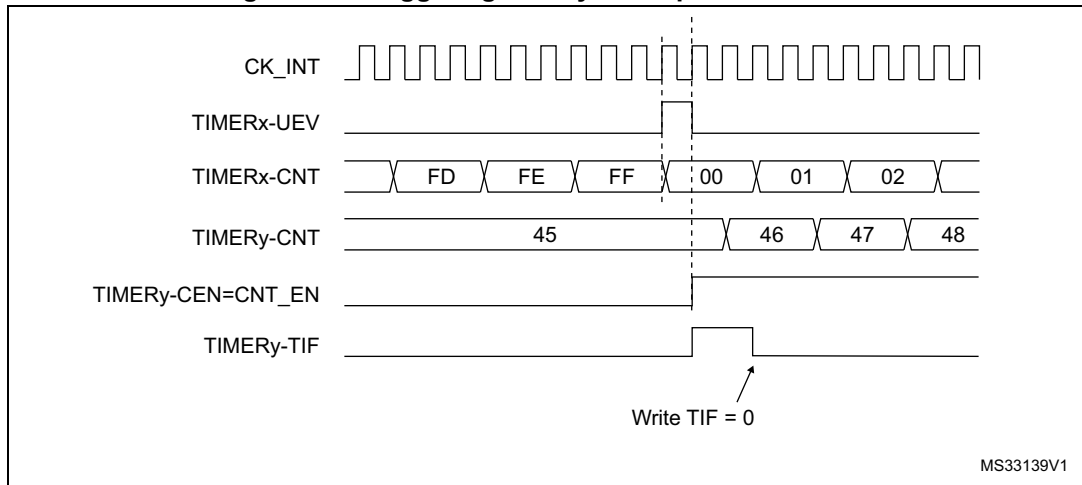 CK_INT
TIMERx-UEV
TIMERx-CNT FD FE FF 00 01 02
TIMERy-CNT 45 46 47 48
TIMERy-CEN=CNT_EN
TIMERy-TIF
Write TIF = 0
MS33139V1